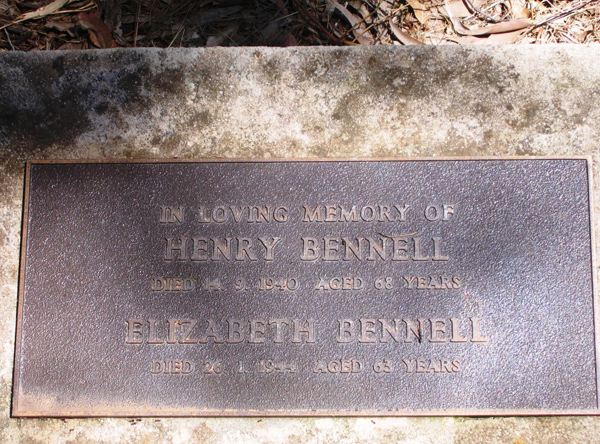 IN LOVING MEMORY OF
HENRY BENNELL
DIED 14. 9. 1940 AGED 68 YEARS
ELIZABETH BENNELL
DIED 26. 1. 1944 AGED 63 YEARS